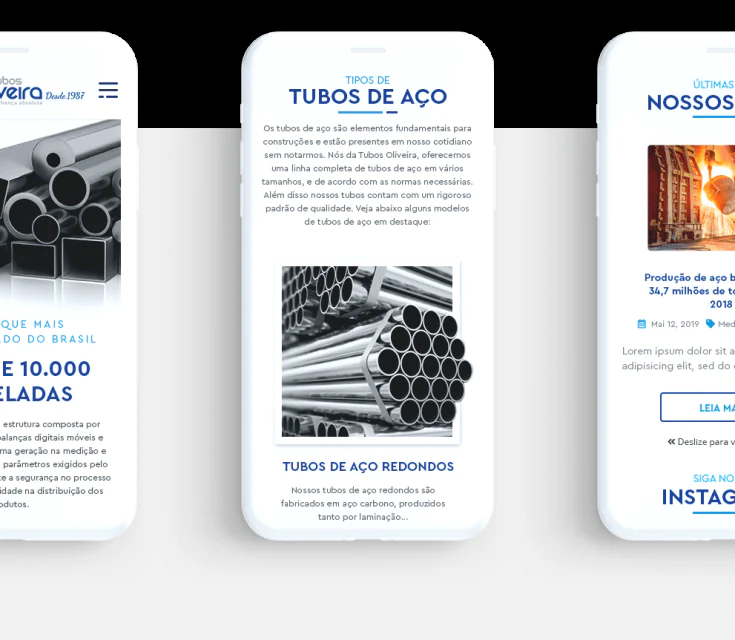 Desde 1987
QUE MAIS
DO DO BRASIL
E 10.000
ELADAS
estrutura composta por
balanças digitais móveis e
ma geração na medição e
parâmetros exigidos pelo
te a segurança no processo
idade na distribuição dos
odutos.
TIPOS DE
TUBOS DE AÇO
Os tubos de aço são elementos fundamentais para
construções e estão presentes em nosso cotidiano
sem notarmos. Nós da Tubos Oliveira, oferecemos
uma linha completa de tubos de aço em vários
tamanhos, e de acordo com as normas necessárias.
Além disso nossos tubos contam com um rigoroso
padrão de qualidade. Veja abaixo alguns modelos
de tubos de aço em destaque:
TUBOS DE AÇO REDONDOS
Nossos tubos de aço redondos são
fabricados em aço carbono, produzidos
tanto por laminação...
ÚLTIMAS
NOSSOS
Produção de aço b
34,7 milhões de to
2018
Mai 12, 2019 Med
Lorem ipsum dolor sit a
adipisicing elit, sed do
LEIA MA
« Deslize para v
SIGA NO
INSTAG